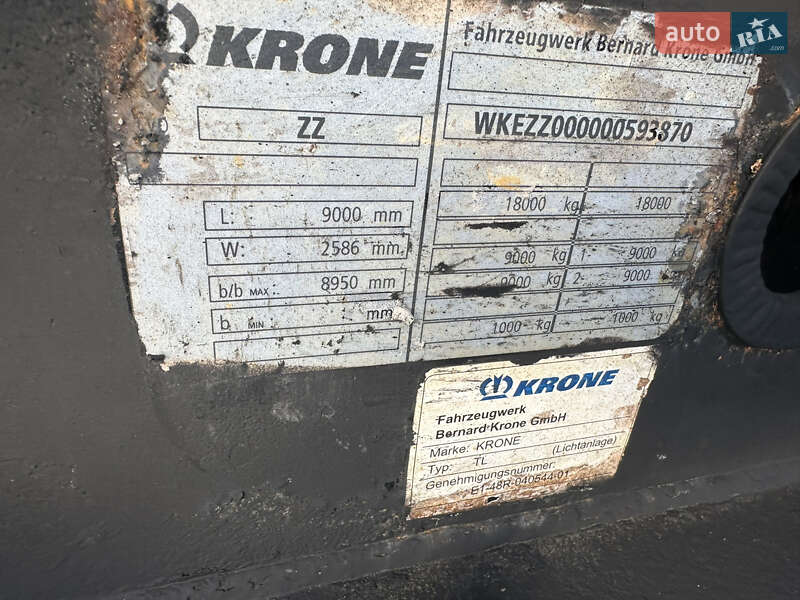 KRONE
Fahrzeugwerk Bernard Krone GmbH
ZZ
WKEZZ000000593870
L: 9000 mm
W: 2586 mm
b/b MAX: 8950 mm
b MIN : mm
18000 kg 18000
9000 kg 1- 9000 kg
9000 kg 2- 9000
1000 kg 1000 kg
KRONE
Fahrzeugwerk
Bernard Krone GmbH
Marke: KRONE
Typ: TL (Lichtanlage)
Genehmigungsnummer:
E1-48R-040544-01
auto RIA.com